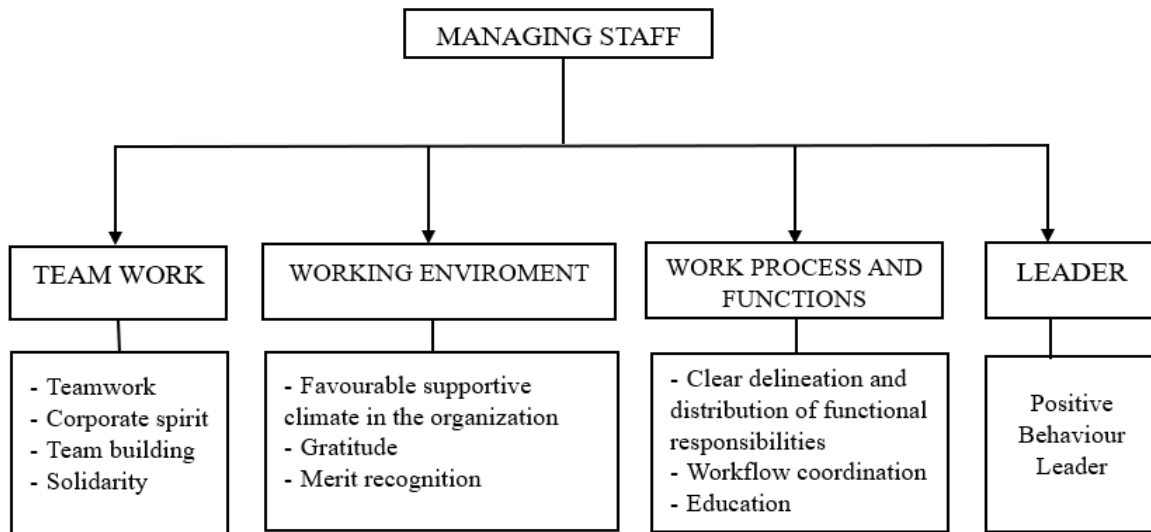 MANAGING STAFF
TEAM WORK
WORKING ENVIROMENT
WORK PROCESS AND
FUNCTIONS
LEADER
- Teamwork
- Corporate spirit
- Team building
- Solidarity
- Favourable supportive
climate in the organization
- Gratitude
- Merit recognition
- Clear delineation and
distribution of functional
responsibilities
- Workflow coordination
- Education
Positive
Behaviour
Leader